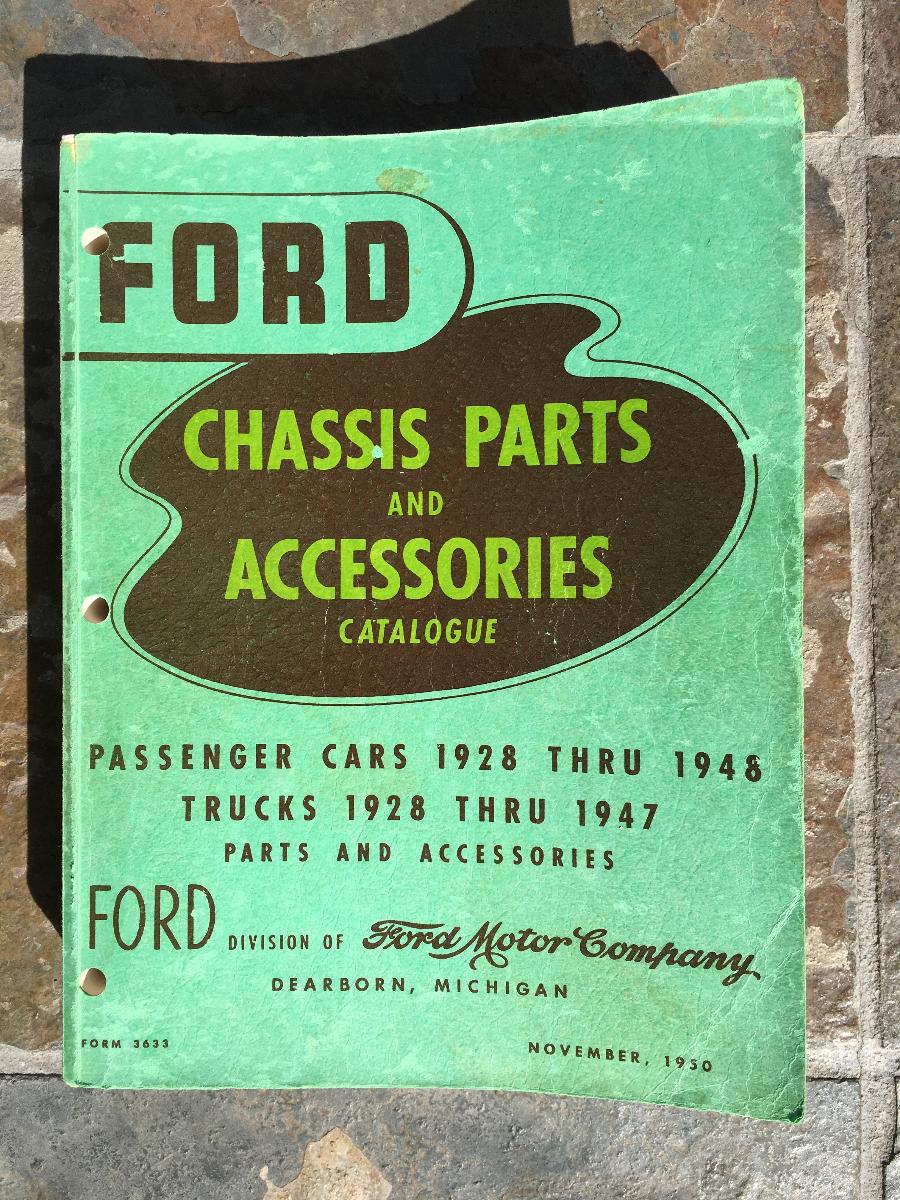 FORD
CHASSIS PARTS
AND
ACCESSORIES
CATALOGUE
PASSENGER CARS 1928 THRU 1948
TRUCKS 1928 THRU 1947
PARTS AND ACCESSORIES
FORD DIVISION OF Ford Motor Company
DEARBORN, MICHIGAN
FORM 3633
NOVEMBER, 1950